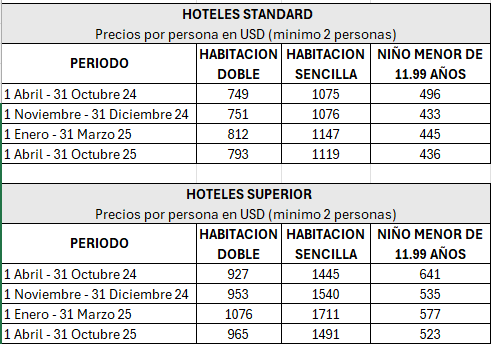 HOTELES STANDARD
Precios por persona en USD (minimo 2 personas)
PERIODO HABITACION DOBLE HABITACION SENCILLA NIÑO MENOR DE 11.99 AÑOS
1 Abril - 31 Octubre 24 749 1075 496
1 Noviembre - 31 Diciembre 24 751 1076 433
1 Enero - 31 Marzo 25 812 1147 445
1 Abril - 31 Octubre 25 793 1119 436
HOTELES SUPERIOR
Precios por persona en USD (minimo 2 personas)
PERIODO HABITACION DOBLE HABITACION SENCILLA NIÑO MENOR DE 11.99 AÑOS
1 Abril - 31 Octubre 24 927 1445 641
1 Noviembre - 31 Diciembre 24 953 1540 535
1 Enero - 31 Marzo 25 1076 1711 577
1 Abril - 31 Octubre 25 965 1491 523